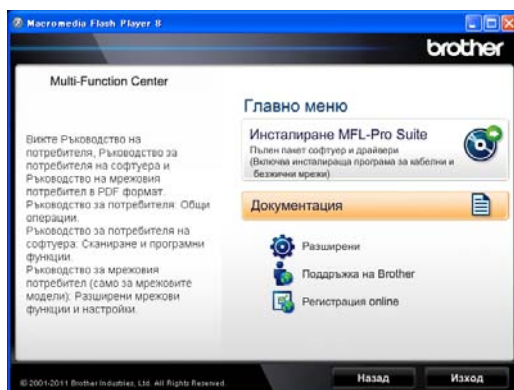 Macromedia Flash Player 8
brother
Multi-Function Center
Вижте Ръководство на
потребителя, Ръководство за
потребителя на софтуера и
Ръководство на мрежовия
потребител в PDF формат.
Ръководство за потребителя: Общи
операции.
Ръководство за потребителя на
софтуера: Сканиране и програмни
функции.
Ръководство за мрежовия
потребител (само за мрежовите
модели): Разширени мрежови
функции и настройки.
Главно меню
Инсталиране MFL-Pro Suite
Пълен пакет софтуер и драйвери
(Включва инсталираща програма за кабелни и
безжични мрежи)
Документация
Разширени
Поддръжка на Brother
Регистрация online
© 2001-2011 Brother Industries, Ltd. All Rights Reserved.
Назад
Изход